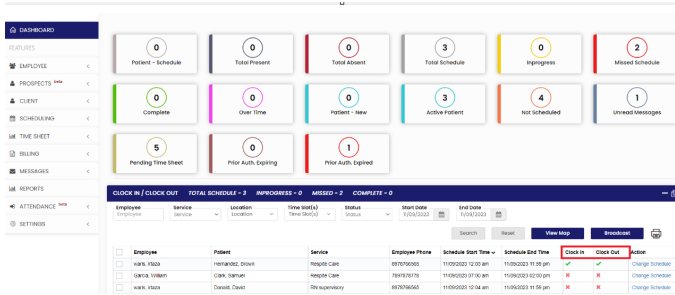 DASHBOARD
FEATURES
EMPLOYEE
PROSPECTS beta
CLIENT
SCHEDULING
TIME SHEET
BILLING
MESSAGES
REPORTS
ATTENDANCE beta
SETTINGS
0 0 0 3 0 2
Patient - Schedule Total Present Total Absent Total Schedule Inprogress Missed Schedule
0 0 0 3 4 1
Complete Over Time Patient - New Active Patient Not Scheduled Unread Messages
5 0 1
Pending Time Sheet Prior Auth. Expiring Prior Auth. Expired
CLOCK IN / CLOCK OUT TOTAL SCHEDULE = 3 INPROGRESS = 0 MISSED = 2 COMPLETE = 0
Employee Service Location Time Slot(s) Status Start Date End Date
Employee Service Location Time Slot(s) Status 11/09/2023 11/09/2023
Search Reset View Map Broadcast
Employee Patient Service Employee Phone Schedule Start Time Schedule End Time Clock In Clock Out Action
waris, irtaza Hernandez, Brown Respite Care 8978766565 11/09/2023 12:03 am 11/09/2023 11:55 pm Change Schedule
Garcia, William Clark, Samuel Respite Care 7897878778 11/09/2023 07:00 am 11/09/2023 02:00 pm Change Schedule
waris, irtaza Donald, David RN supervisory 8978766565 11/09/2023 12:04 am 11/09/2023 11:59 pm Change Schedule